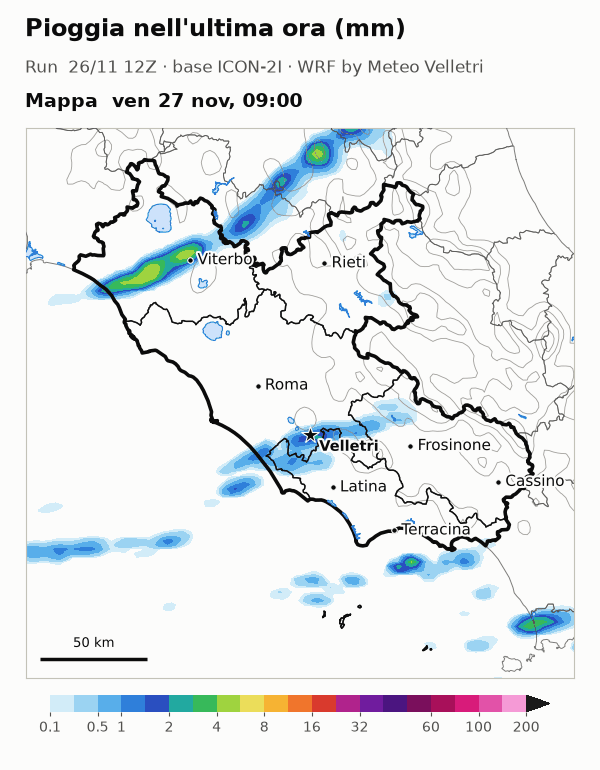 Pioggia nell'ultima ora (mm)
Run  26/11 12Z · base ICON-2I · WRF by Meteo Velletri
Mappa  ven 27 nov, 09:00
Viterbo
Rieti
Roma
Velletri
Frosinone
Cassino
Latina
Terracina
50 km
0.1 0.5 1 2 4 8 16 32 60 100 200